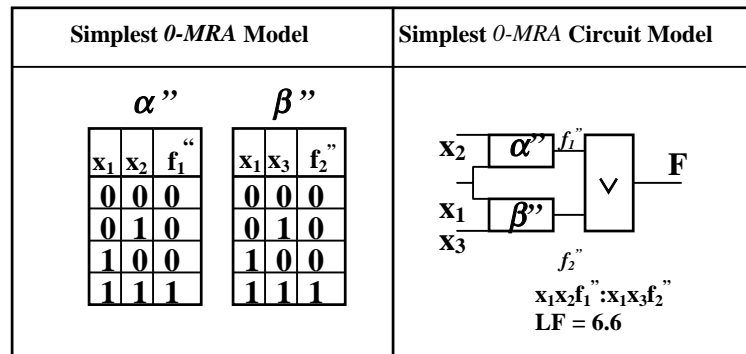 Simplest 0-MRA Model
Simplest 0-MRA Circuit Model
α” β”
x₁ x₂ f₁“
0 0 0
0 1 0
1 0 0
1 1 1
x₁ x₃ f₂”
0 0 0
0 1 0
1 0 0
1 1 1
x₂ α” f₁”
x₁ β”
x₃
∨ F
f₂”
x₁x₂f₁”:x₁x₃f₂”
LF = 6.6